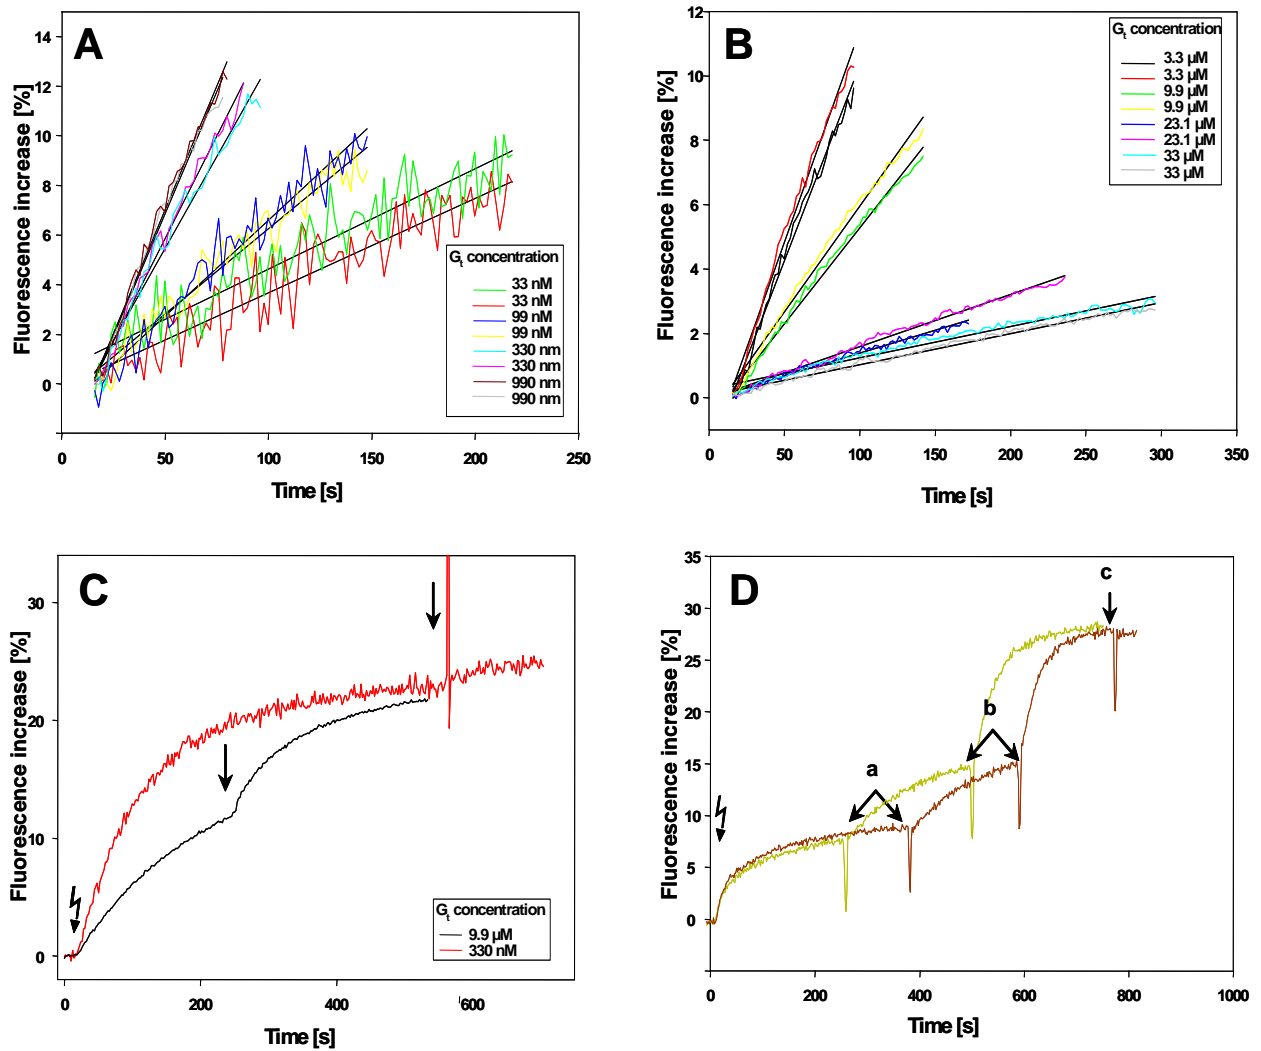 A
Fluorescence increase [%]
14
12
10
8
6
4
2
0
0 50 100 150 200 250
Time [s]
Gt concentration
33 nM
33 nM
99 nM
99 nM
330 nm
330 nm
990 nm
990 nm
B
Fluorescence increase [%]
12
10
8
6
4
2
0
0 50 100 150 200 250 300 350
Time [s]
Gt concentration
3.3 µM
3.3 µM
9.9 µM
9.9 µM
23.1 µM
23.1 µM
33 µM
33 µM
C
Fluorescence increase [%]
30
20
10
0
0 200 400 600
Time [s]
Gt concentration
9.9 µM
330 nM
D
Fluorescence increase [%]
35
30
25
20
15
10
5
0
0 200 400 600 800 1000
Time [s]
a
b
c